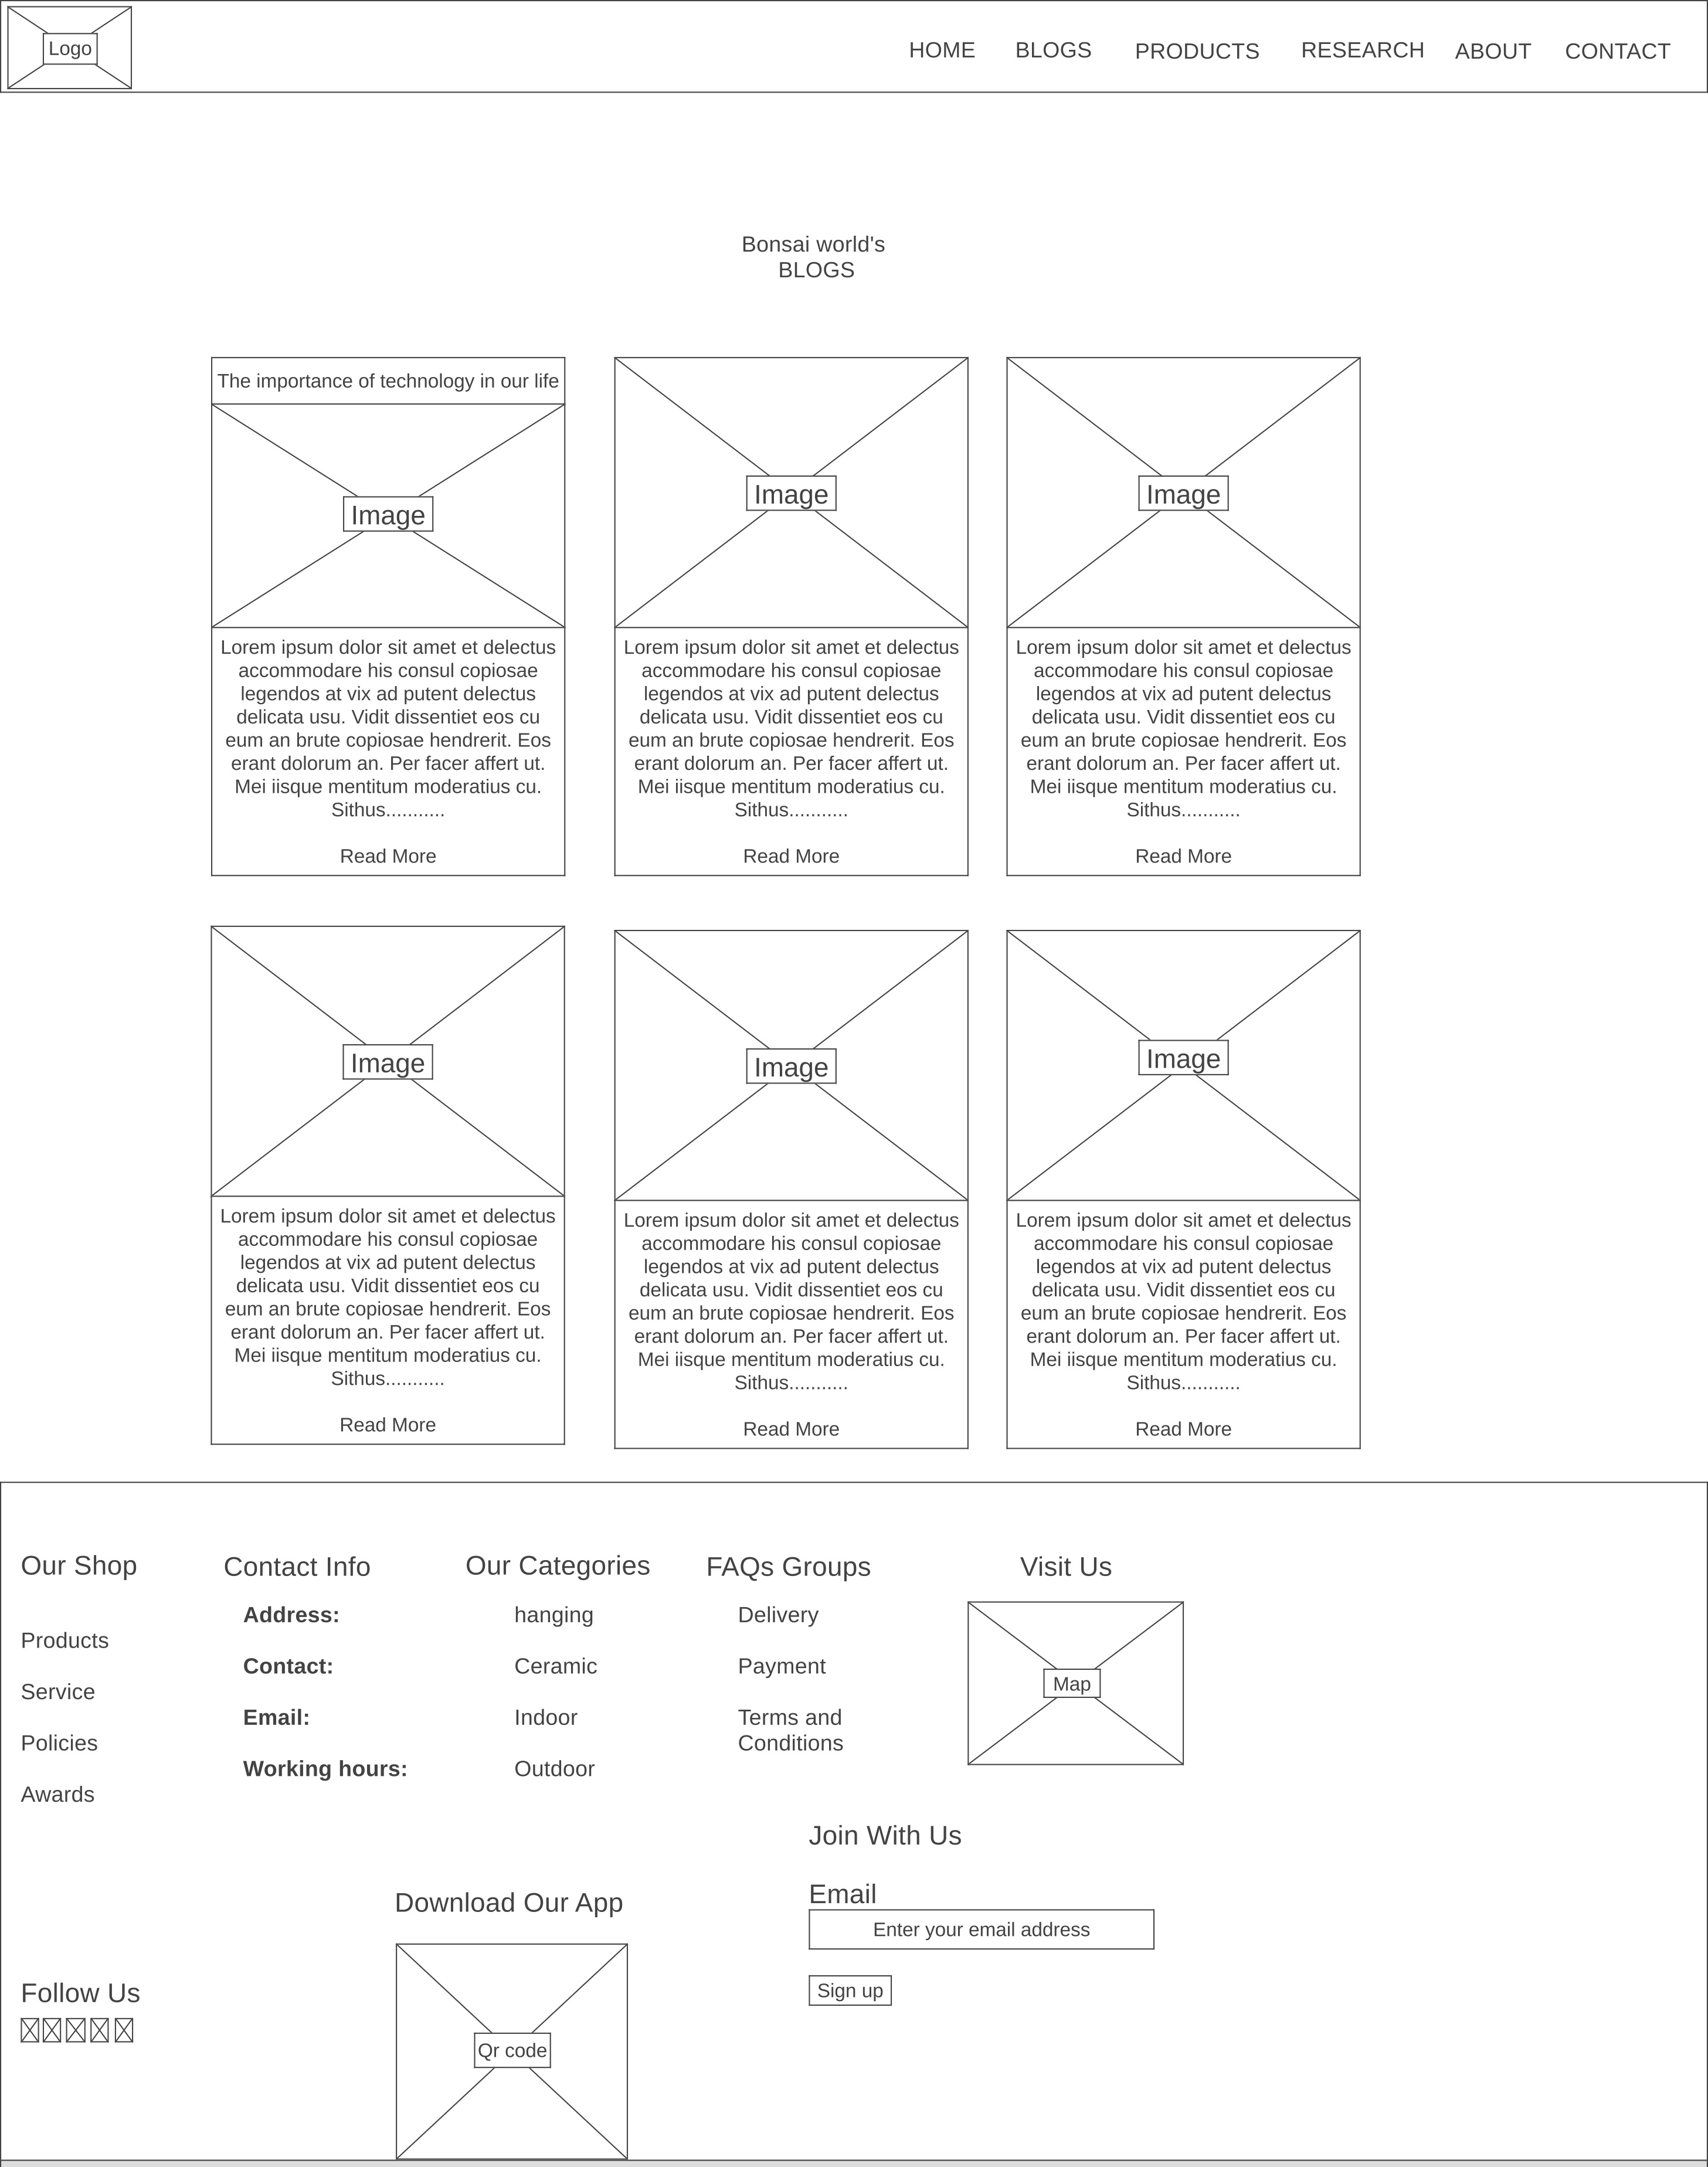 Logo
HOME
BLOGS
PRODUCTS
RESEARCH
ABOUT
CONTACT
Bonsai world's
BLOGS
The importance of technology in our life
Image
Lorem ipsum dolor sit amet et delectus
accommodare his consul copiosae
legendos at vix ad putent delectus
delicata usu. Vidit dissentiet eos cu
eum an brute copiosae hendrerit. Eos
erant dolorum an. Per facer affert ut.
Mei iisque mentitum moderatius cu.
Sithus...........
Read More
Image
Lorem ipsum dolor sit amet et delectus
accommodare his consul copiosae
legendos at vix ad putent delectus
delicata usu. Vidit dissentiet eos cu
eum an brute copiosae hendrerit. Eos
erant dolorum an. Per facer affert ut.
Mei iisque mentitum moderatius cu.
Sithus...........
Read More
Image
Lorem ipsum dolor sit amet et delectus
accommodare his consul copiosae
legendos at vix ad putent delectus
delicata usu. Vidit dissentiet eos cu
eum an brute copiosae hendrerit. Eos
erant dolorum an. Per facer affert ut.
Mei iisque mentitum moderatius cu.
Sithus...........
Read More
Image
Lorem ipsum dolor sit amet et delectus
accommodare his consul copiosae
legendos at vix ad putent delectus
delicata usu. Vidit dissentiet eos cu
eum an brute copiosae hendrerit. Eos
erant dolorum an. Per facer affert ut.
Mei iisque mentitum moderatius cu.
Sithus...........
Read More
Image
Lorem ipsum dolor sit amet et delectus
accommodare his consul copiosae
legendos at vix ad putent delectus
delicata usu. Vidit dissentiet eos cu
eum an brute copiosae hendrerit. Eos
erant dolorum an. Per facer affert ut.
Mei iisque mentitum moderatius cu.
Sithus...........
Read More
Image
Lorem ipsum dolor sit amet et delectus
accommodare his consul copiosae
legendos at vix ad putent delectus
delicata usu. Vidit dissentiet eos cu
eum an brute copiosae hendrerit. Eos
erant dolorum an. Per facer affert ut.
Mei iisque mentitum moderatius cu.
Sithus...........
Read More
Our Shop
Products
Service
Policies
Awards
Contact Info
Address:
Contact:
Email:
Working hours:
Our Categories
hanging
Ceramic
Indoor
Outdoor
FAQs Groups
Delivery
Payment
Terms and
Conditions
Visit Us
Map
Follow Us
Download Our App
Qr code
Join With Us
Email
Enter your email address
Sign up